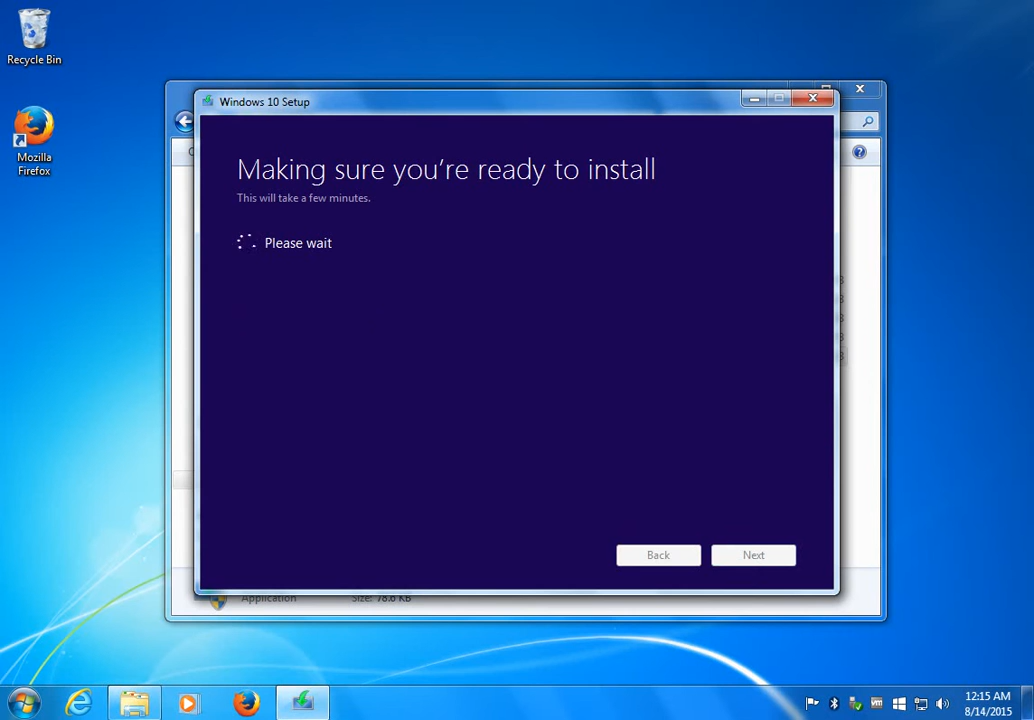 Recycle Bin
Mozilla
Firefox
Windows 10 Setup
Making sure you're ready to install
This will take a few minutes.
Please wait
Back
Next
Application
Size: 78.6 KB
12:15 AM
8/14/2015